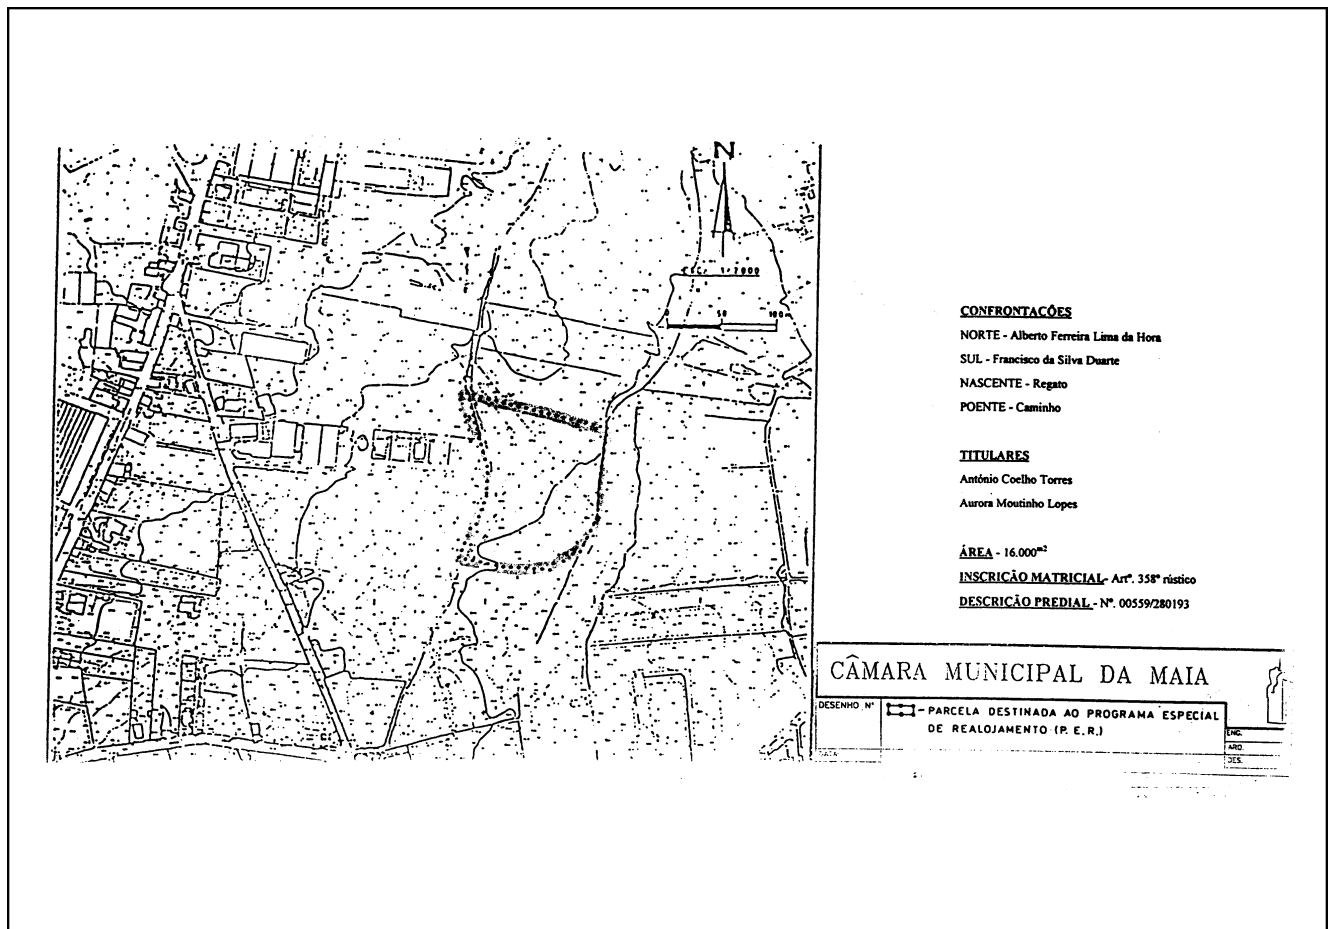 N
ESC. 1:2000
0 50 100m
CONFRONTAÇÕES
NORTE - Alberto Ferreira Lima da Hora
SUL - Francisco da Silva Duarte
NASCENTE - Regato
POENTE - Caminho
TITULARES
António Coelho Torres
Aurora Moutinho Lopes
ÁREA - 16.000m2
INSCRIÇÃO MATRICIAL - Artº. 358º rústico
DESCRIÇÃO PREDIAL - Nº. 00559/280193
CÂMARA MUNICIPAL DA MAIA
DESENHO Nº
- PARCELA DESTINADA AO PROGRAMA ESPECIAL
DE REALOJAMENTO (P.E.R.)
DATA
ENG.
ARQ.
DES.